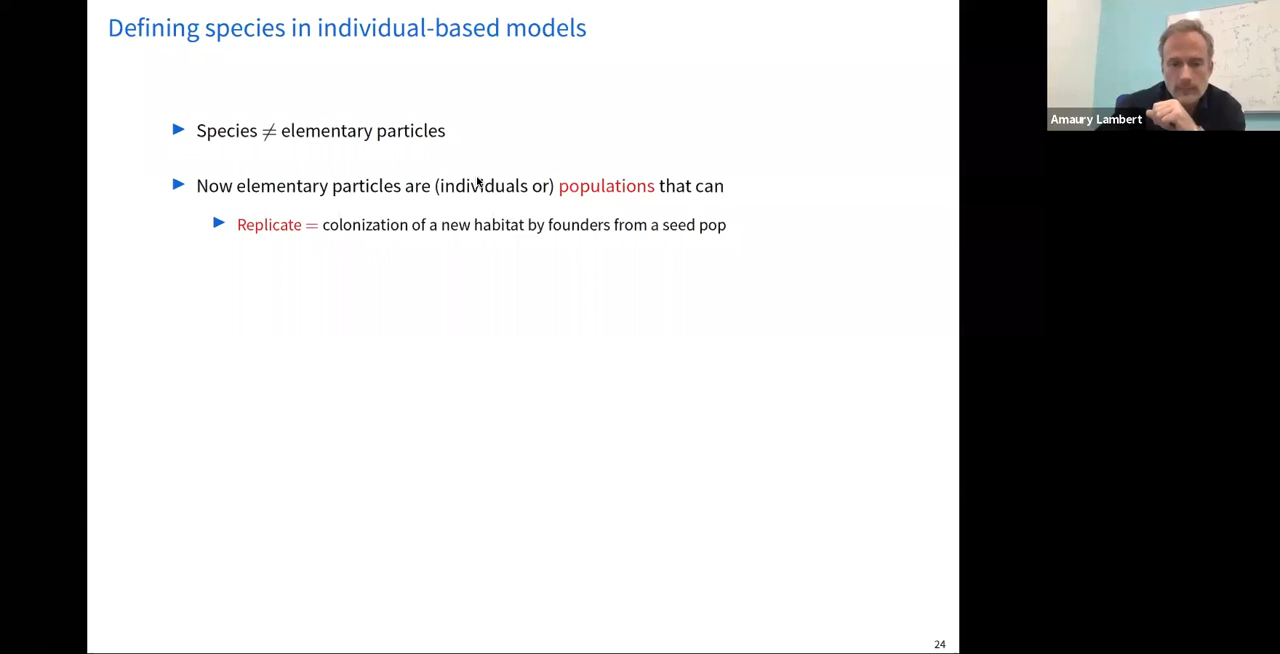 Defining species in individual-based models
Amaury Lambert
▶ Species ≠ elementary particles
▶ Now elementary particles are (individuals or) populations that can
▶ Replicate = colonization of a new habitat by founders from a seed pop
24